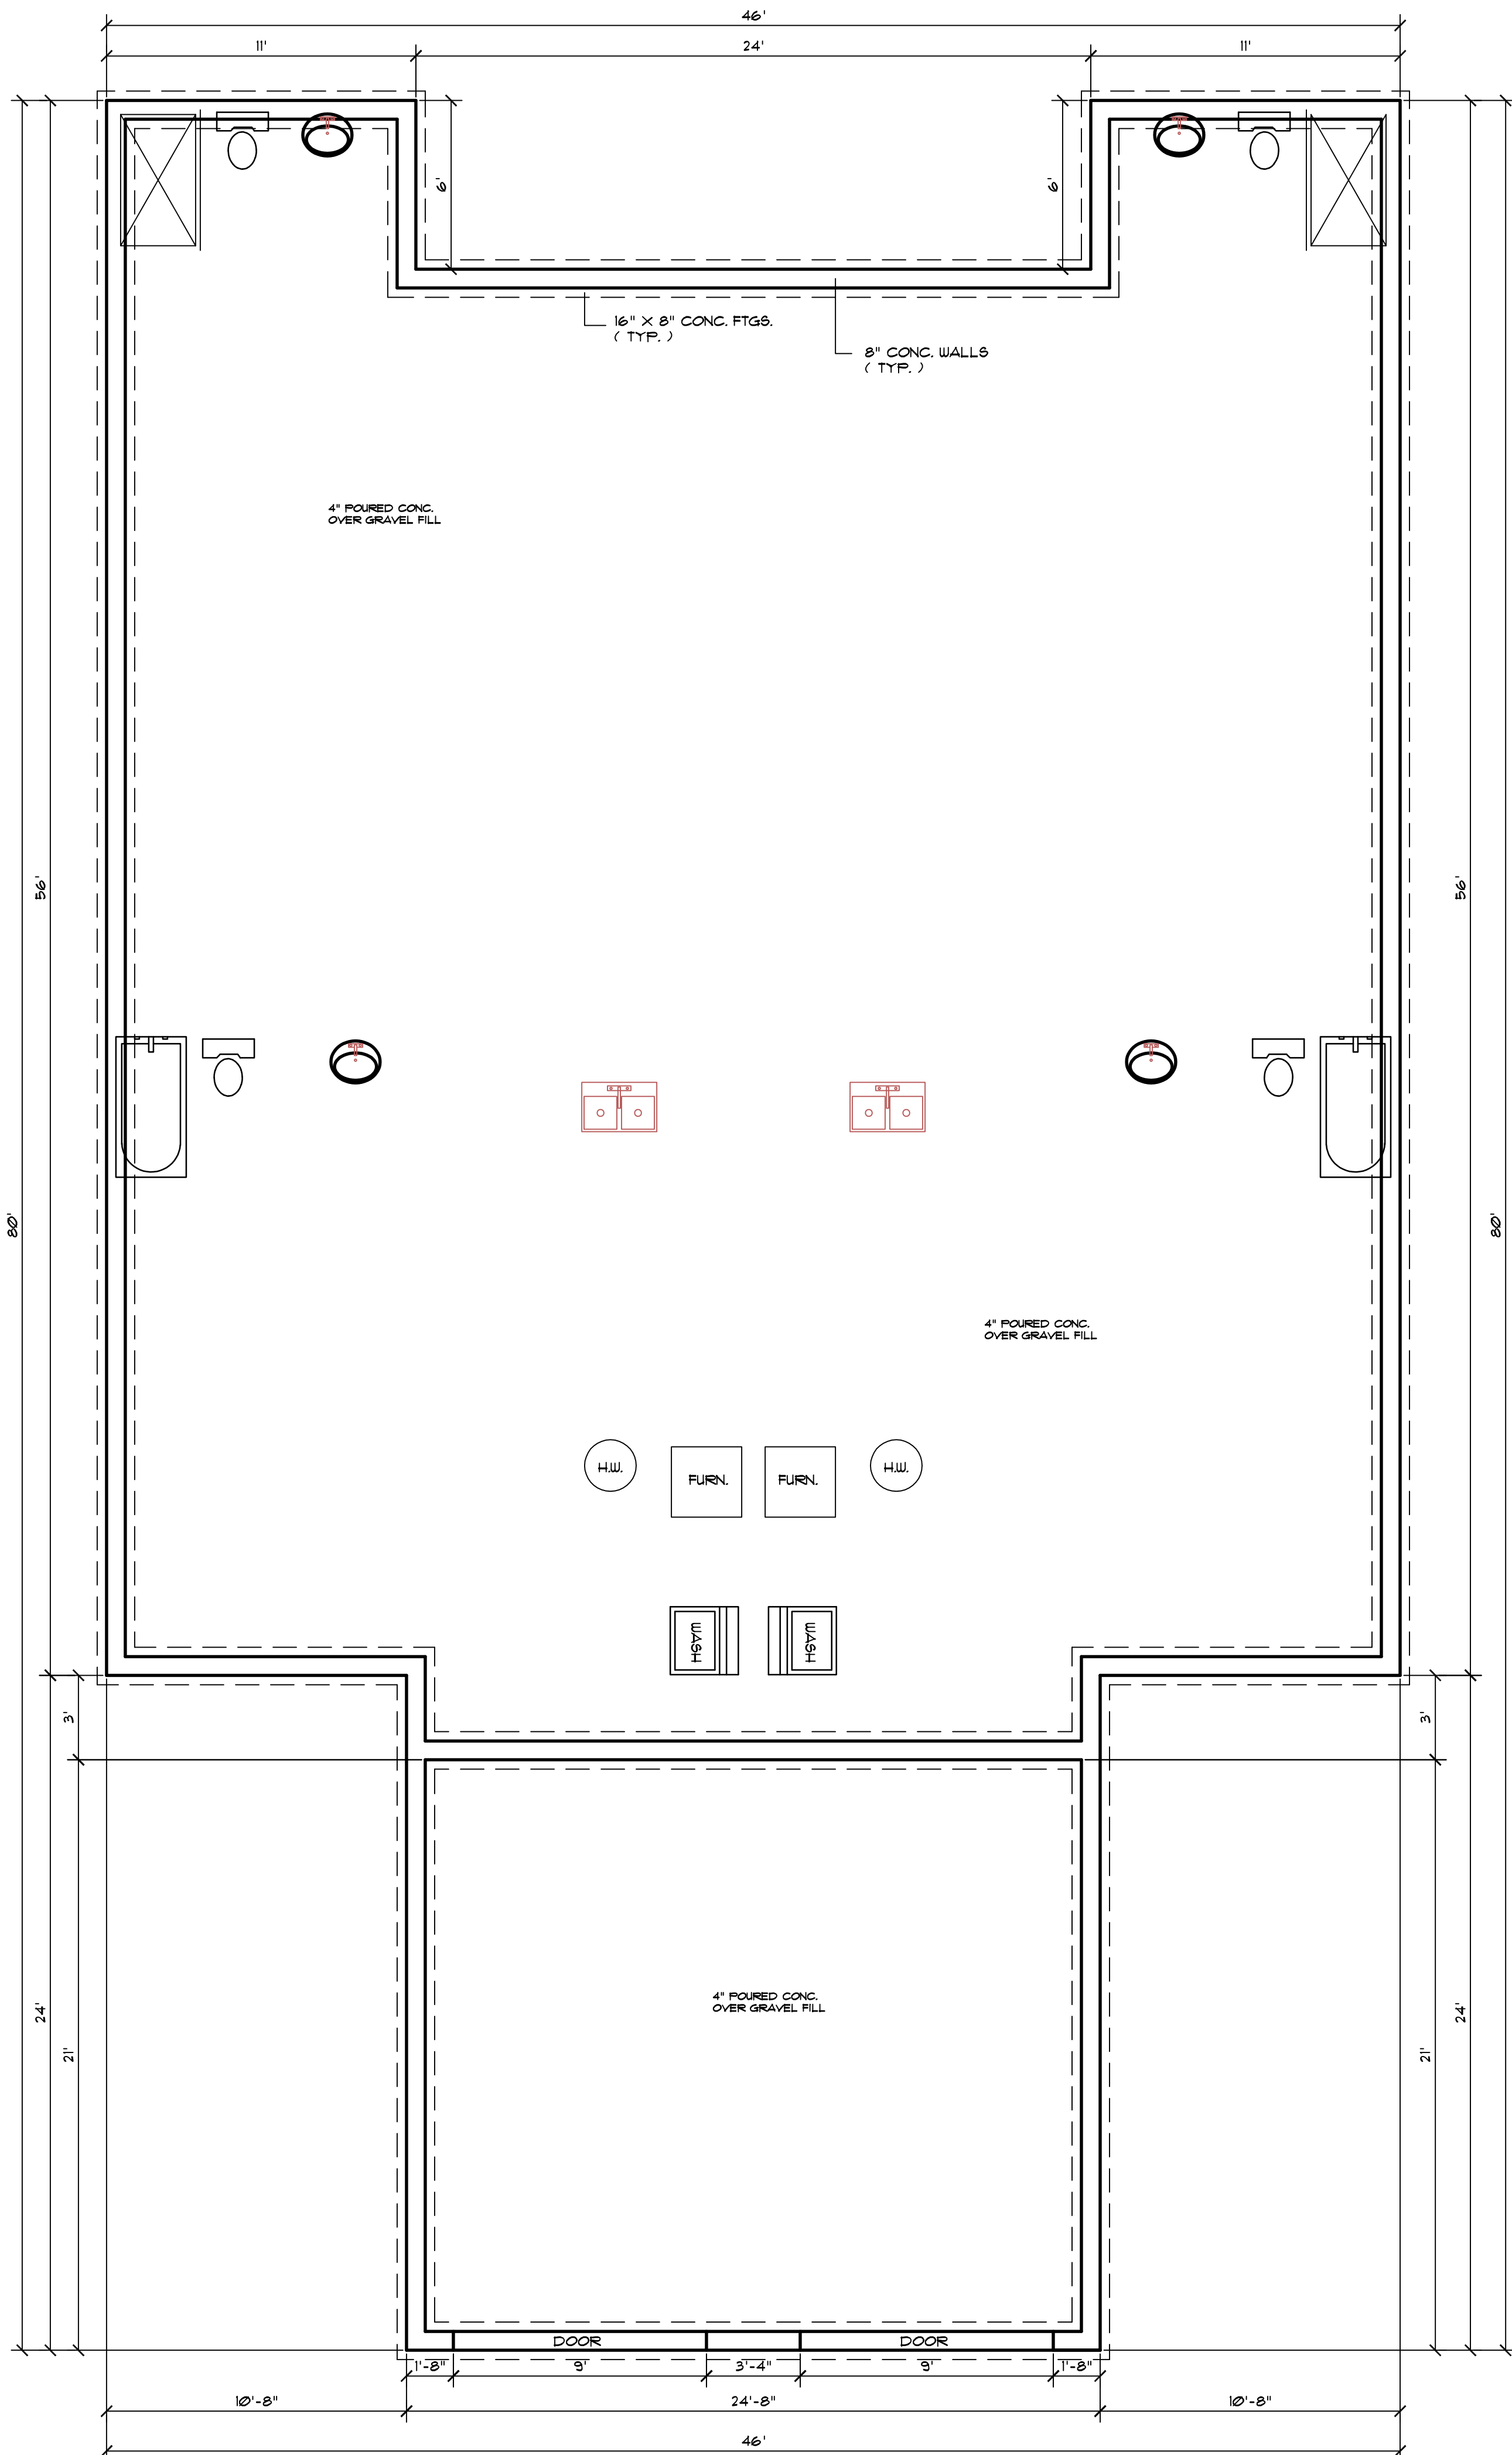 46'
11'
24'
11'
6'
6'
16" X 8" CONC. FTGS.
( TYP. )
8" CONC. WALLS
( TYP. )
4" POURED CONC.
OVER GRAVEL FILL
56'
56'
80'
80'
4" POURED CONC.
OVER GRAVEL FILL
H.W.
FURN.
FURN.
H.W.
WASH
WASH
3'
3'
4" POURED CONC.
OVER GRAVEL FILL
24'
21'
21'
24'
DOOR
DOOR
1'-8"
9'
3'-4"
9'
1'-8"
10'-8"
24'-8"
10'-8"
46'